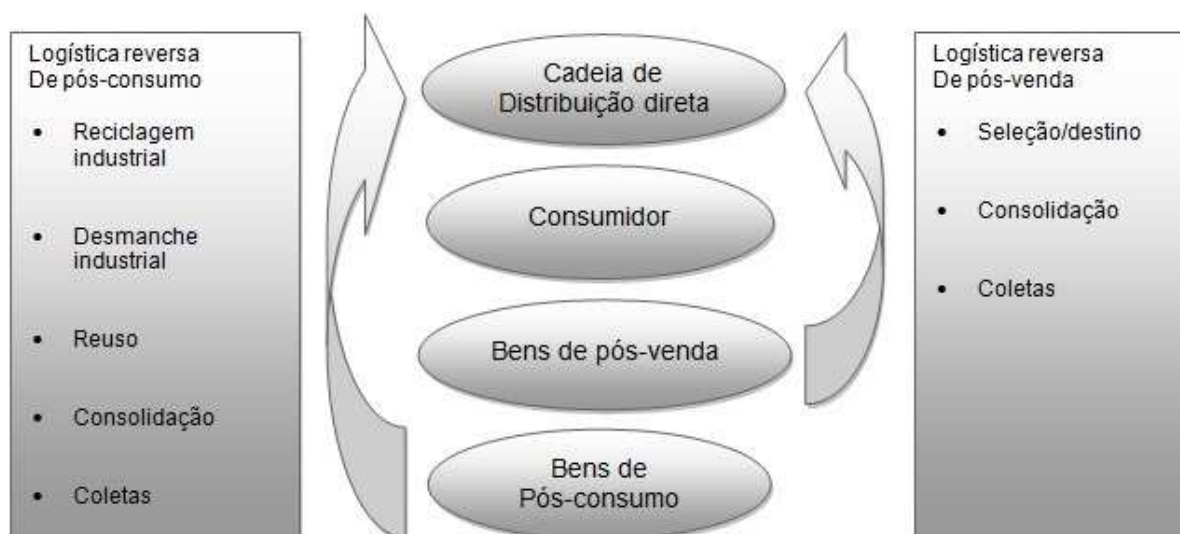 Logística reversa
De pós-consumo
• Reciclagem
industrial
• Desmanche
industrial
• Reuso
• Consolidação
• Coletas
Cadeia de
Distribuição direta
Consumidor
Bens de pós-venda
Bens de
Pós-consumo
Logística reversa
De pós-venda
• Seleção/destino
• Consolidação
• Coletas